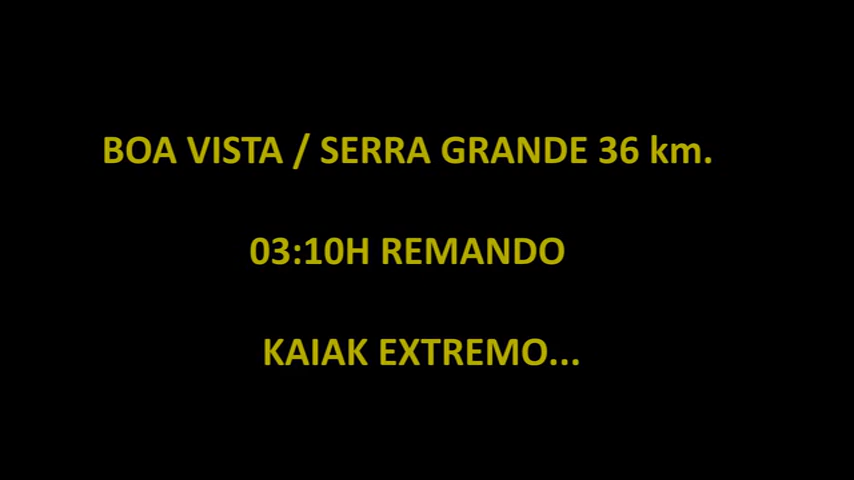 BOA VISTA / SERRA GRANDE 36 km.
03:10H REMANDO
KAIAK EXTREMO...